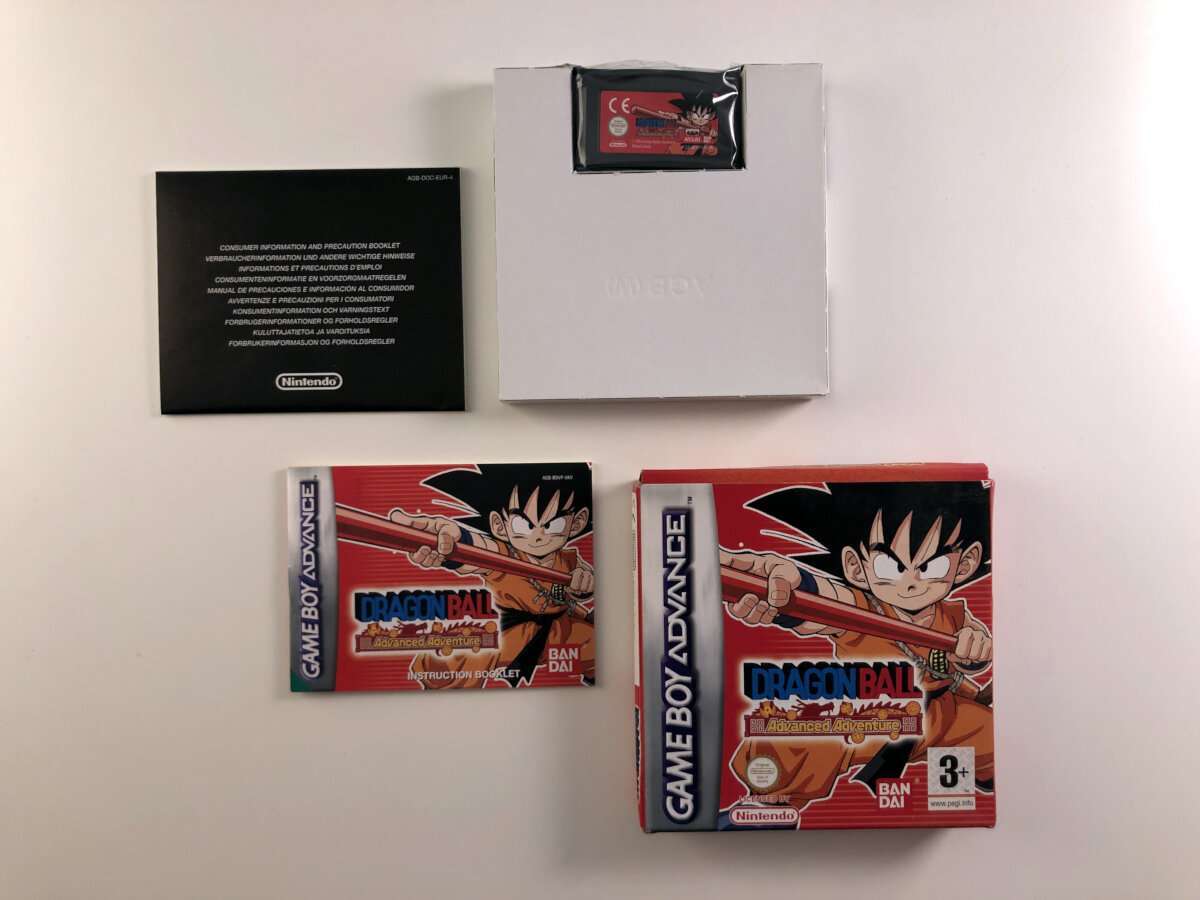 AGB-DOC-EUR-4
CONSUMER INFORMATION AND PRECAUTION BOOKLET
VERBRAUCHERINFORMATION UND ANDERE WICHTIGE HINWEISE
INFORMATIONS ET PRECAUTIONS D'EMPLOI
CONSUMENTENINFORMATIE EN VOORZORGMAATREGELEN
MANUAL DE PRECAUCIONES E INFORMACIÓN AL CONSUMIDOR
AVVERTENZE E PRECAUZIONI PER I CONSUMATORI
KONSUMENTINFORMATION OCH VARNINGSTEXT
FORBRUGERINFORMATIONER OG FORHOLDSREGLER
KULUTTAJATIETOA JA VAROITUKSIA
FORBRUKERINFORMASJON OG FORHOLDSREGLER
Nintendo
CE
Nintendo
GAME BOY ADVANCE
DRAGON BALL
Advanced Adventure
BAN
DAI
INSTRUCTION BOOKLET
GAME BOY ADVANCE™
DRAGON BALL
Advanced Adventure
LICENSED BY
Nintendo
BAN
DAI
3+
www.pegi.info